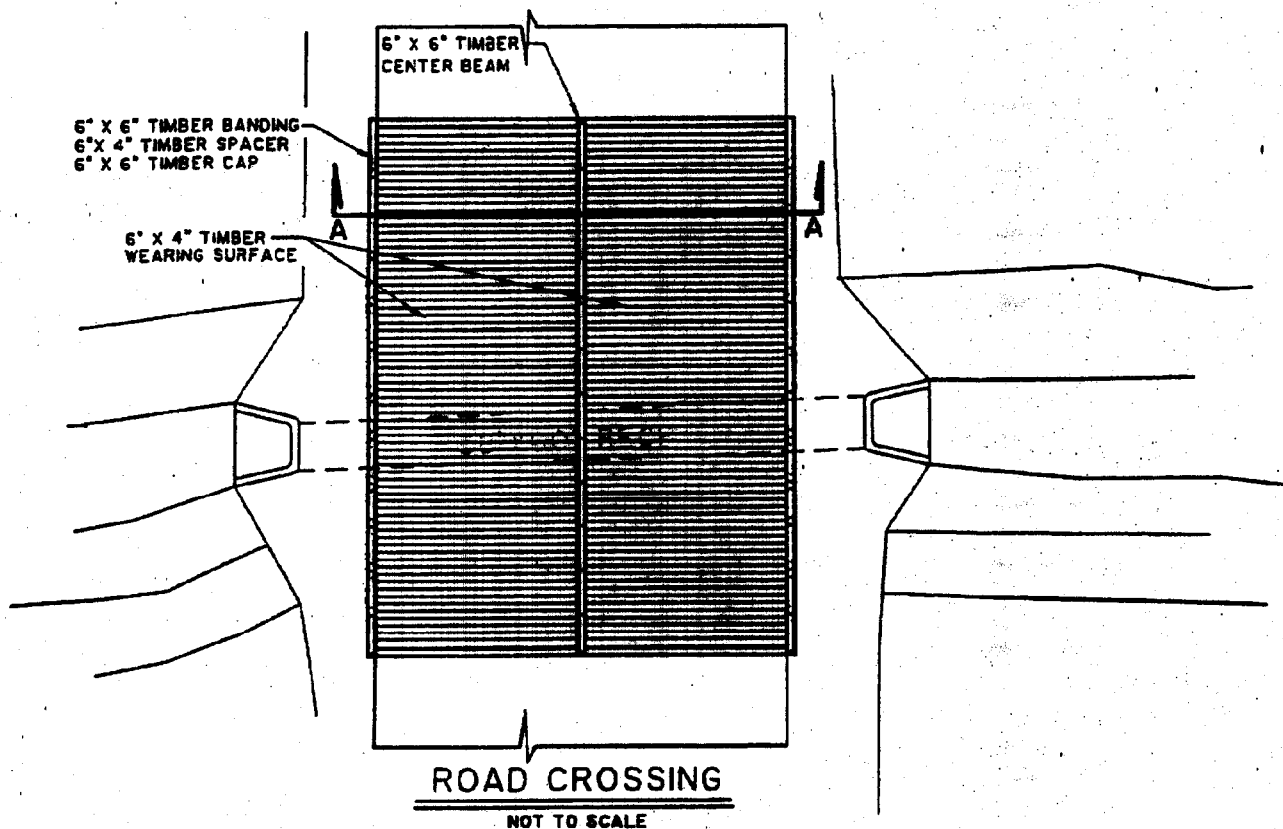 6" X 6" TIMBER
CENTER BEAM
6" X 6" TIMBER BANDING
6"X 4" TIMBER SPACER
6" X 6" TIMBER CAP
A
A
6" X 4" TIMBER
WEARING SURFACE
ROAD CROSSING
NOT TO SCALE